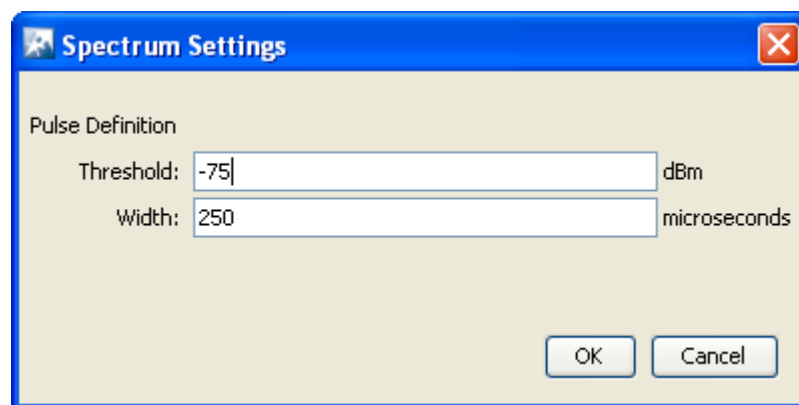 Spectrum Settings
Pulse Definition
Threshold: -75 dBm
Width: 250 microseconds
OK Cancel